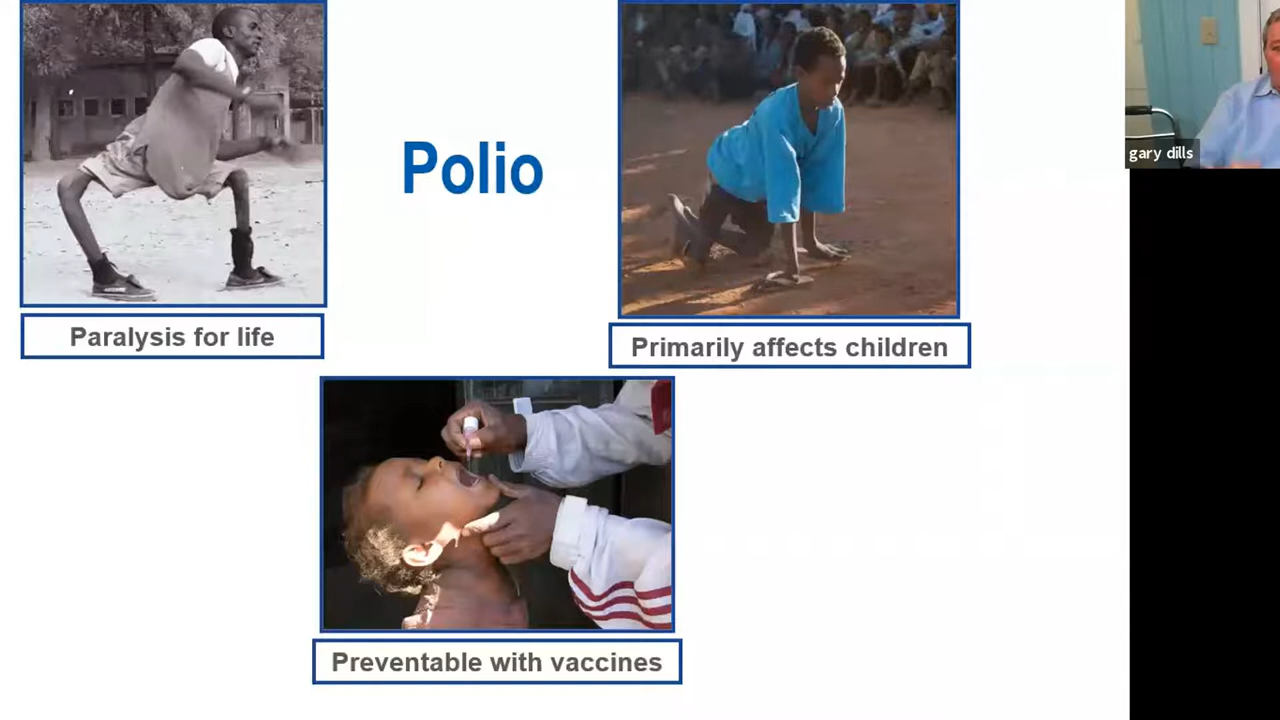 Polio
gary dills
Paralysis for life
Primarily affects children
Preventable with vaccines